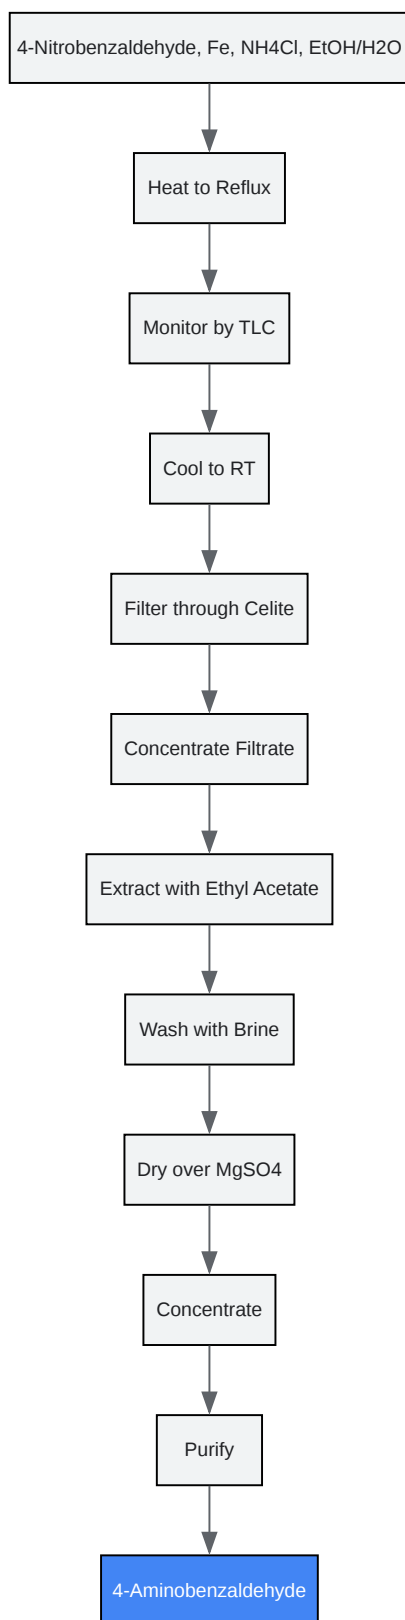 4-Nitrobenzaldehyde, Fe, NH4Cl, EtOH/H2O
Heat to Reflux
Monitor by TLC
Cool to RT
Filter through Celite
Concentrate Filtrate
Extract with Ethyl Acetate
Wash with Brine
Dry over MgSO4
Concentrate
Purify
4-Aminobenzaldehyde